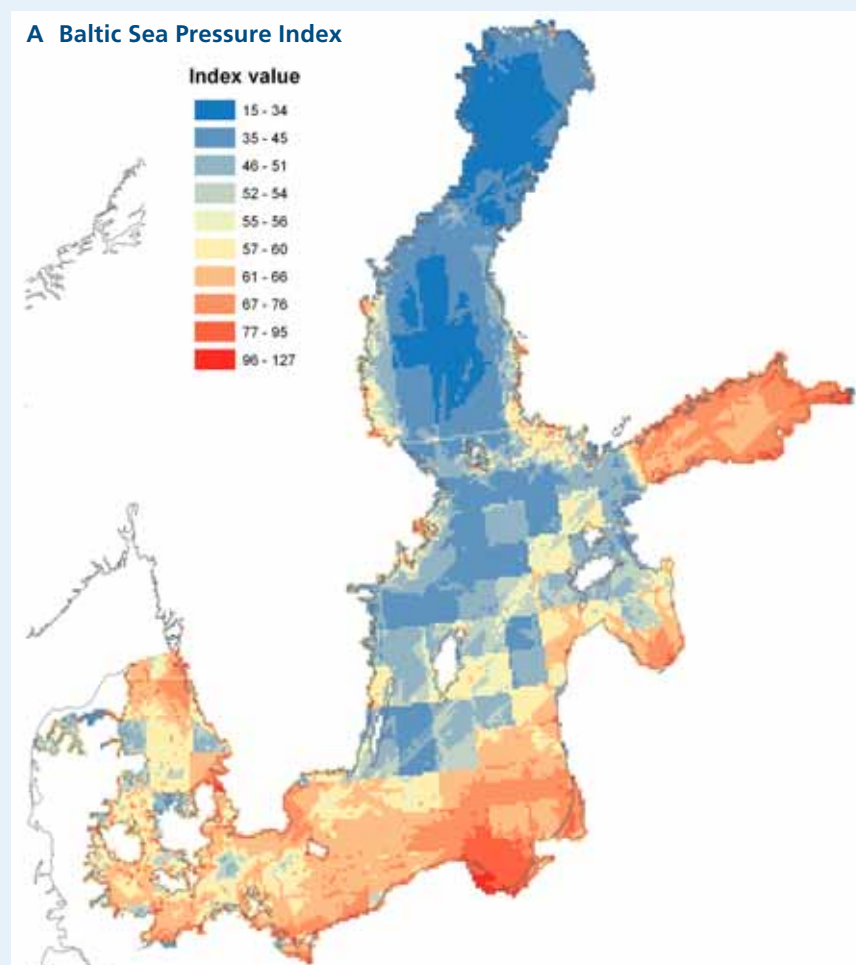 A Baltic Sea Pressure Index
Index value
15 - 34
35 - 45
46 - 51
52 - 54
55 - 56
57 - 60
61 - 66
67 - 76
77 - 95
96 - 127